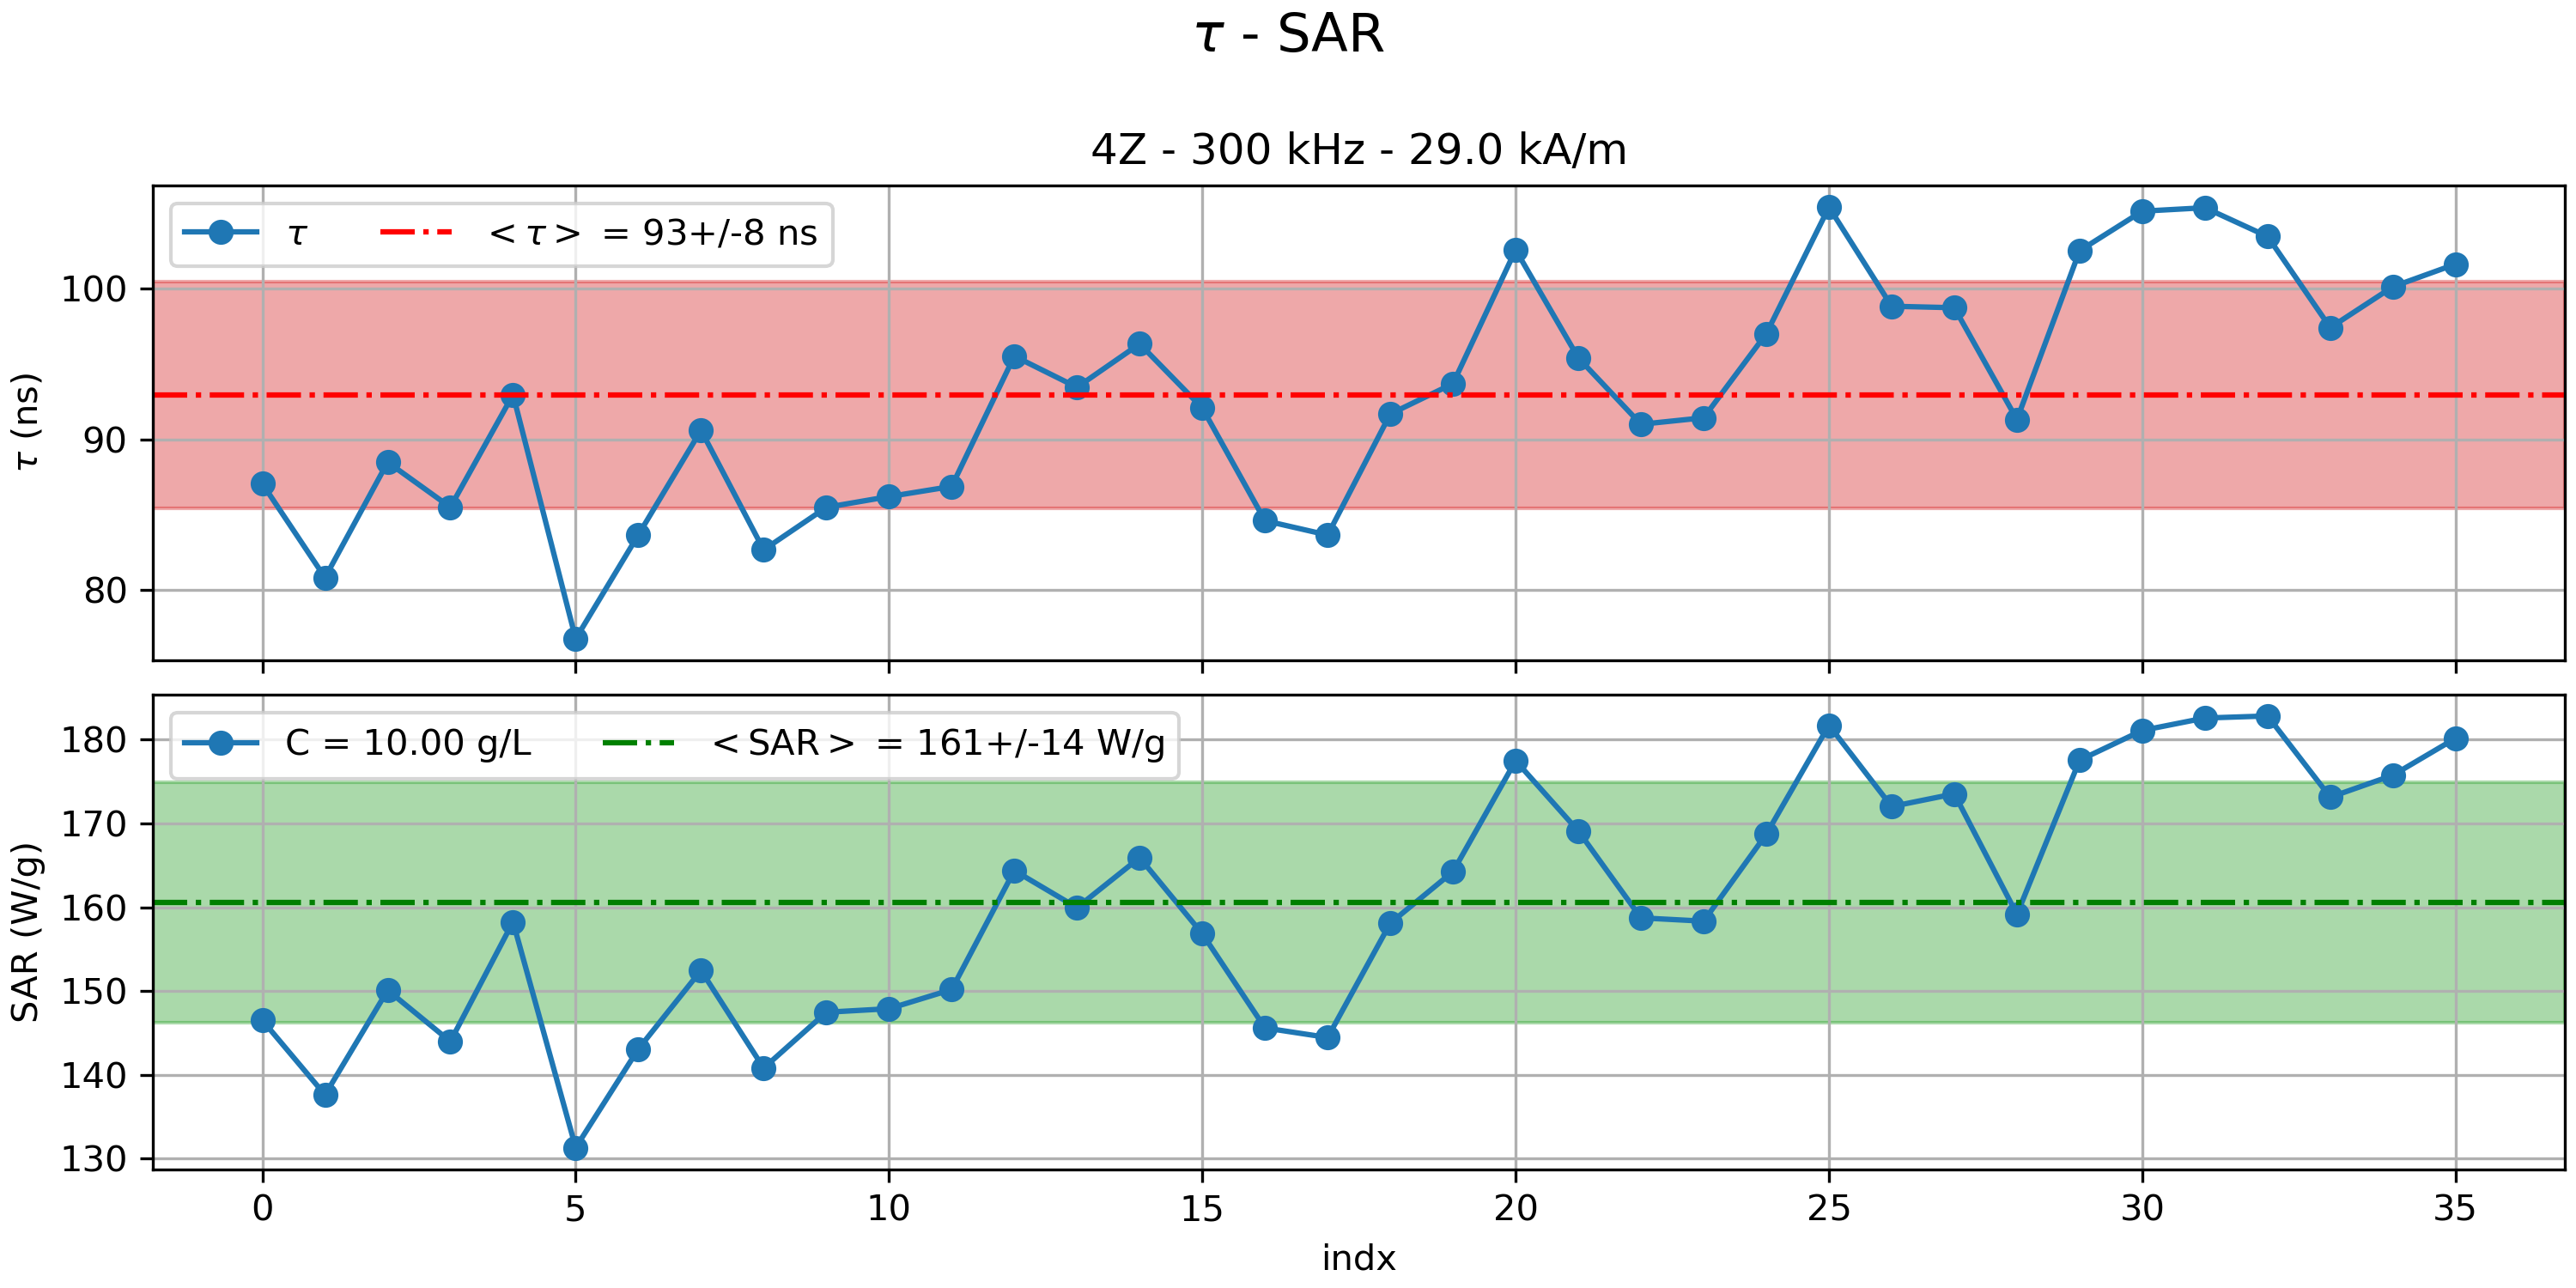 τ - SAR
4Z - 300 kHz - 29.0 kA/m
τ <τ> = 93+/-8 ns
100
90
80
τ (ns)
C = 10.00 g/L <SAR> = 161+/-14 W/g
180
170
160
150
140
130
SAR (W/g)
0 5 10 15 20 25 30 35
indx